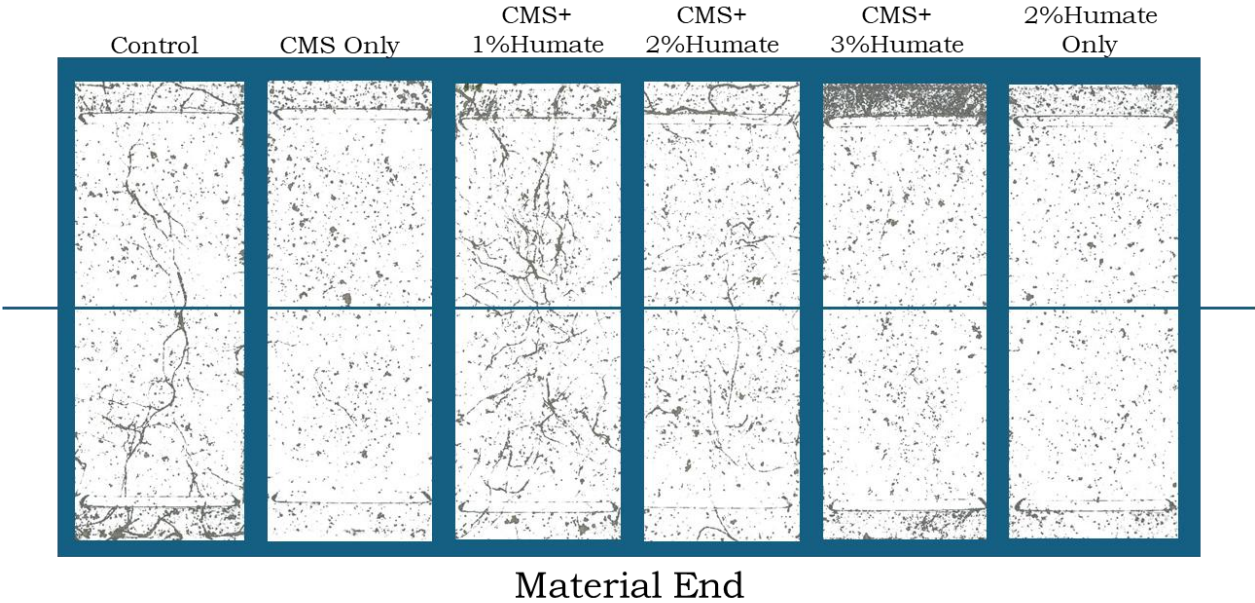 Control
CMS Only
CMS+
1%Humate
CMS+
2%Humate
CMS+
3%Humate
2%Humate
Only
Material End